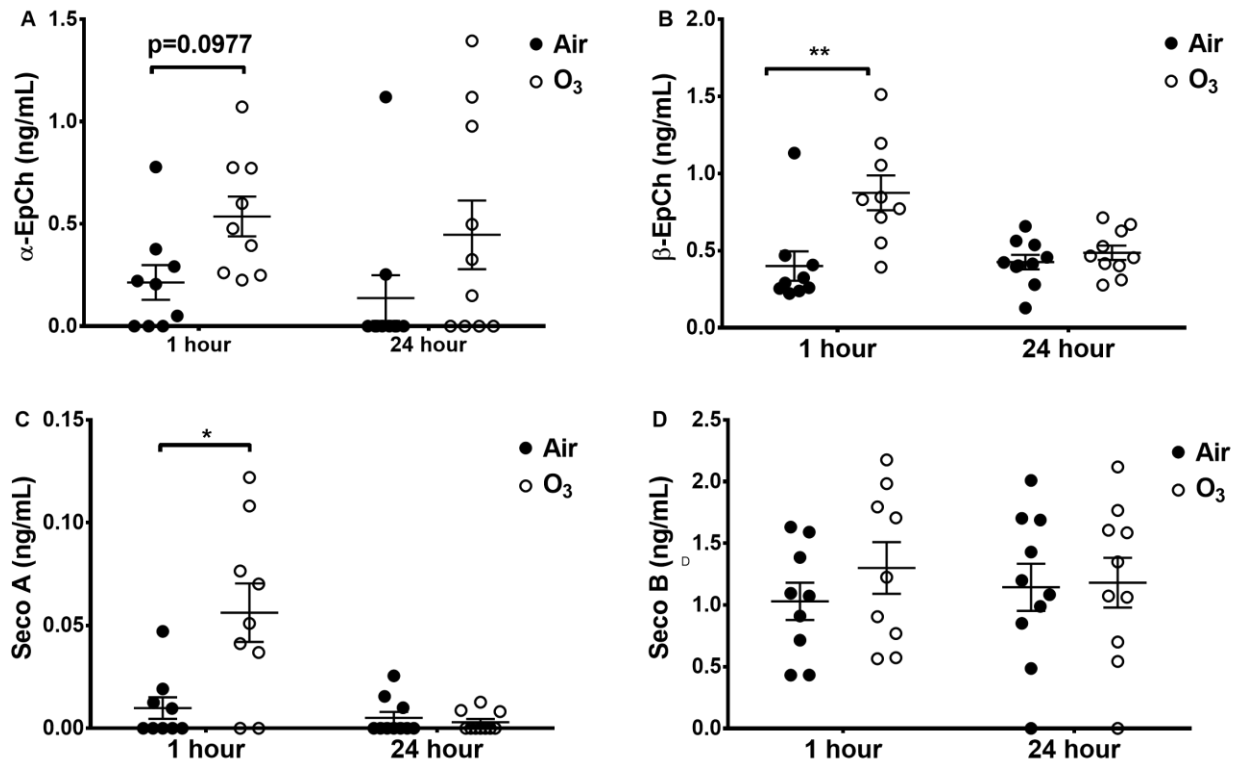 A
1.5
1.0
0.5
0.0
α-EpCh (ng/mL)
p=0.0977
Air
O₃
1 hour
24 hour
B
2.0
1.5
1.0
0.5
0.0
β-EpCh (ng/mL)
**
Air
O₃
1 hour
24 hour
C
0.15
0.10
0.05
0.00
Seco A (ng/mL)
*
Air
O₃
1 hour
24 hour
D
2.5
2.0
1.5
1.0
0.5
0.0
Seco B (ng/mL)
D
Air
O₃
1 hour
24 hour